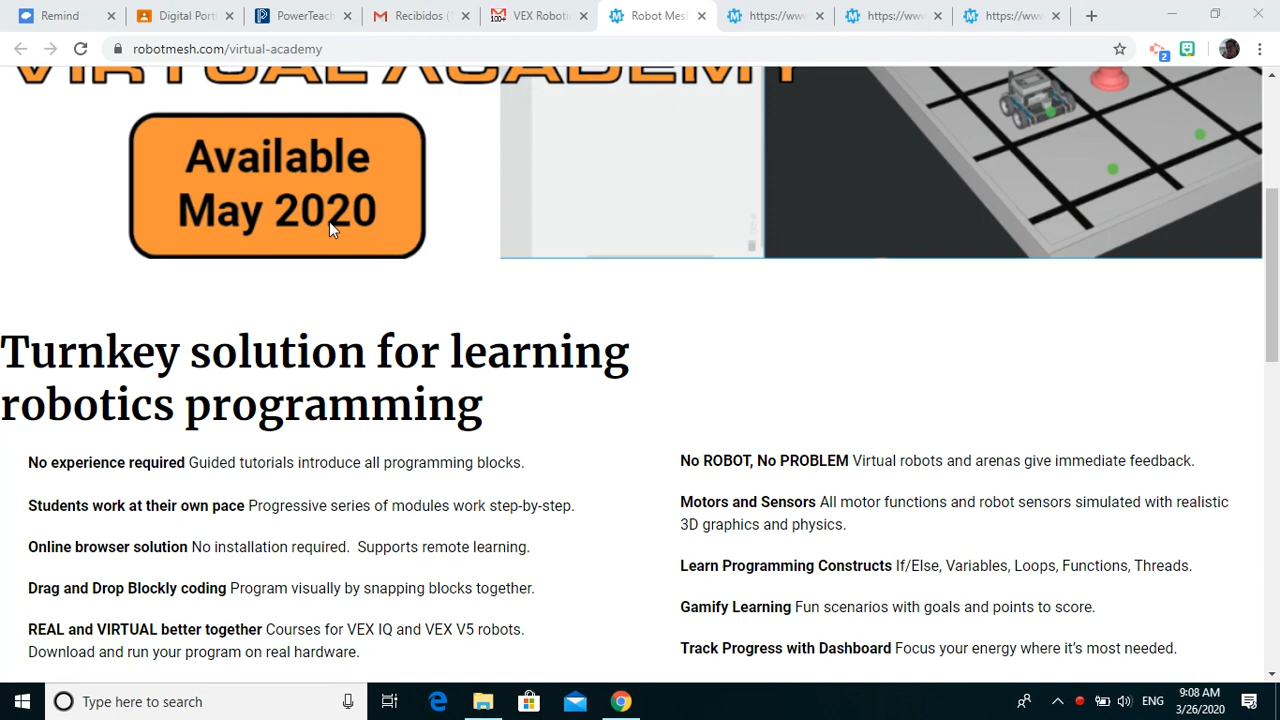 Remind
Digital Port
PowerTeach
Recibidos (
VEX Roboti
Robot Mes
https://ww
https://ww
https://ww
robotmesh.com/virtual-academy
VIRTUAL ACADEMY
Available
May 2020
Turnkey solution for learning
robotics programming
No experience required Guided tutorials introduce all programming blocks.
Students work at their own pace Progressive series of modules work step-by-step.
Online browser solution No installation required. Supports remote learning.
Drag and Drop Blockly coding Program visually by snapping blocks together.
REAL and VIRTUAL better together Courses for VEX IQ and VEX V5 robots.
Download and run your program on real hardware.
No ROBOT, No PROBLEM Virtual robots and arenas give immediate feedback.
Motors and Sensors All motor functions and robot sensors simulated with realistic
3D graphics and physics.
Learn Programming Constructs If/Else, Variables, Loops, Functions, Threads.
Gamify Learning Fun scenarios with goals and points to score.
Track Progress with Dashboard Focus your energy where it's most needed.
Type here to search
ENG
9:08 AM
3/26/2020